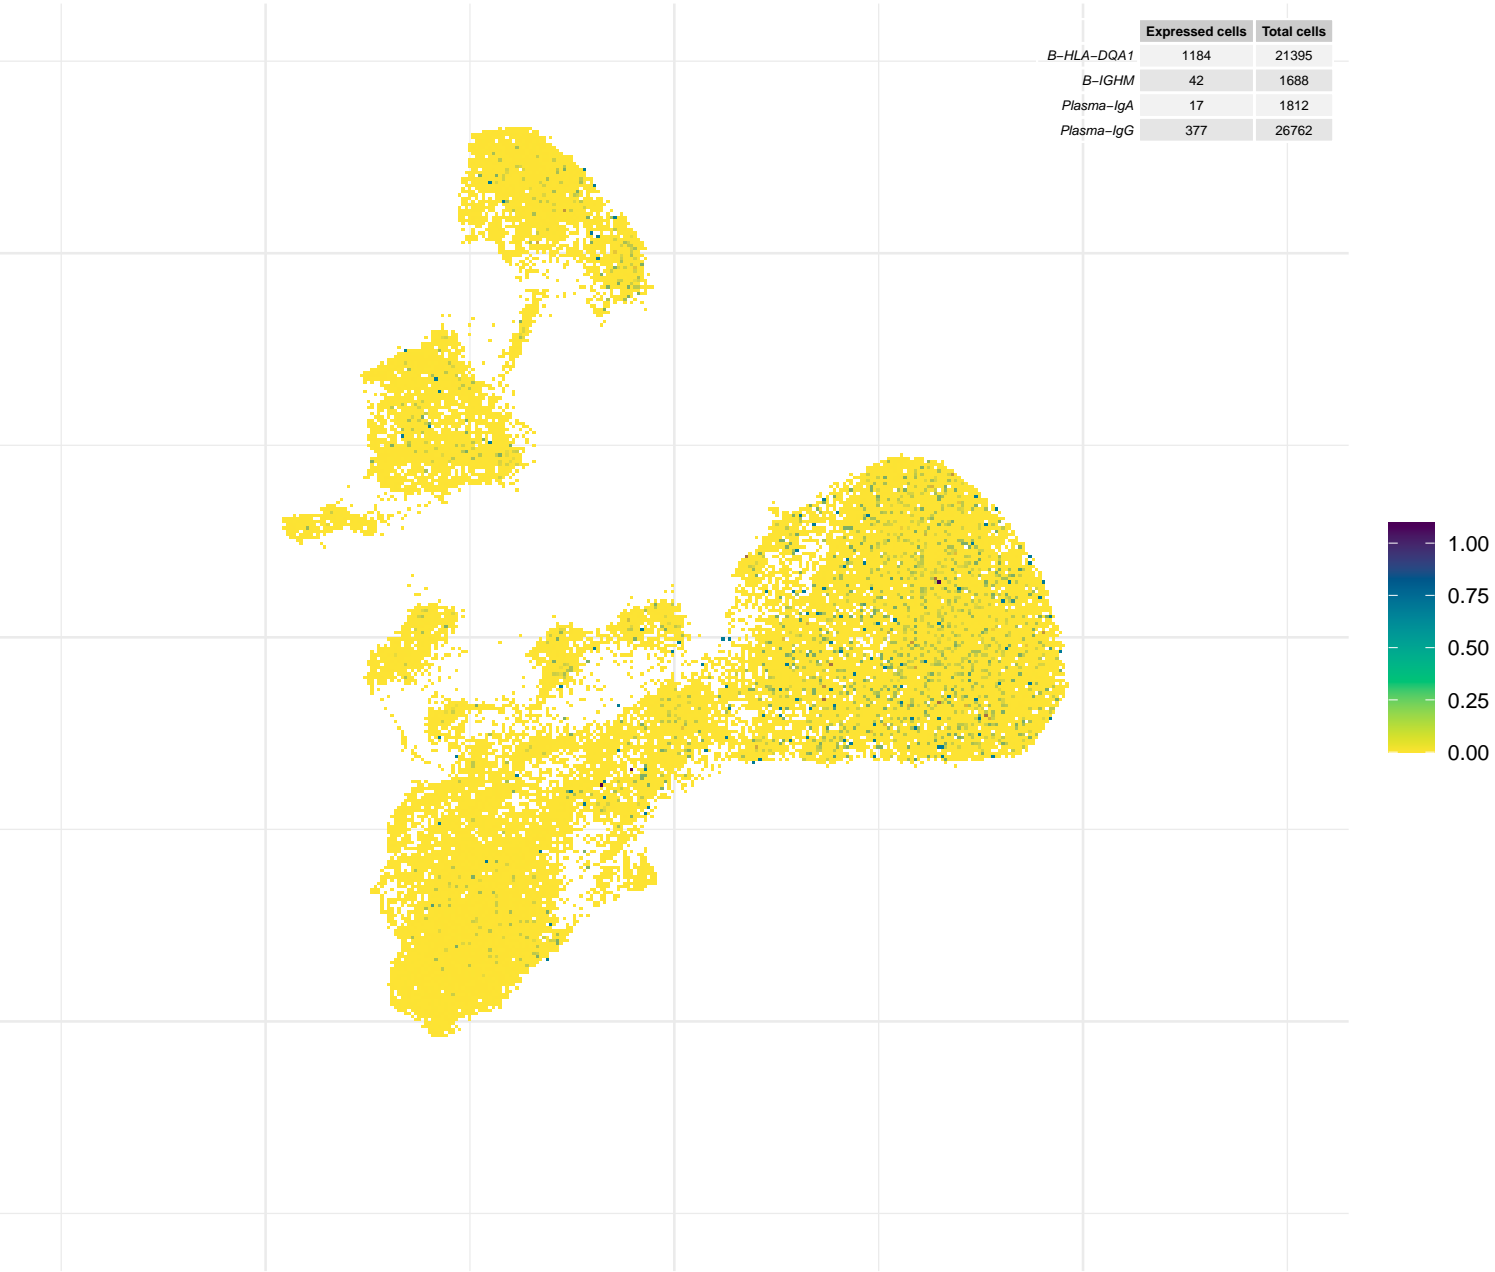 Expressed cells Total cells
B−HLA−DQA1 1184 21395
B−IGHM 42 1688
Plasma−IgA 17 1812
Plasma−IgG 377 26762
1.00
0.75
0.50
0.25
0.00